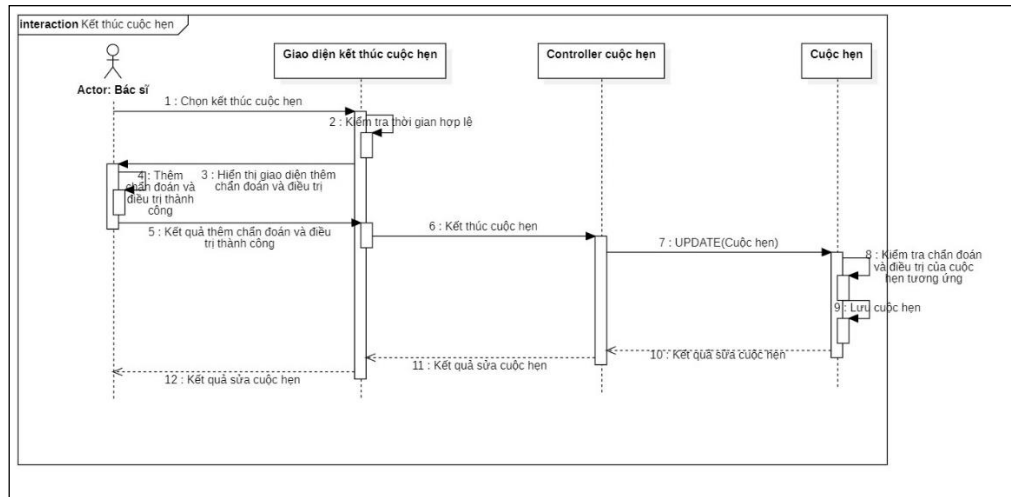 interaction Kết thúc cuộc hẹn
Actor: Bác sĩ
Giao diện kết thúc cuộc hẹn
Controller cuộc hẹn
Cuộc hẹn
1 : Chọn kết thúc cuộc hẹn
2 : Kiểm tra thời gian hợp lệ
3 : Hiển thị giao diện thêm
chẩn đoán và điều trị
4 : Thêm
chẩn đoán và
điều trị thành
công
5 : Kết quả thêm chẩn đoán và điều
trị thành công
6 : Kết thúc cuộc hẹn
7 : UPDATE(Cuộc hẹn)
8 : Kiểm tra chẩn đoán
và điều trị của cuộc
hẹn tương ứng
9 : Lưu cuộc hẹn
10 : Kết quả sửa cuộc hẹn
11 : Kết quả sửa cuộc hẹn
12 : Kết quả sửa cuộc hẹn